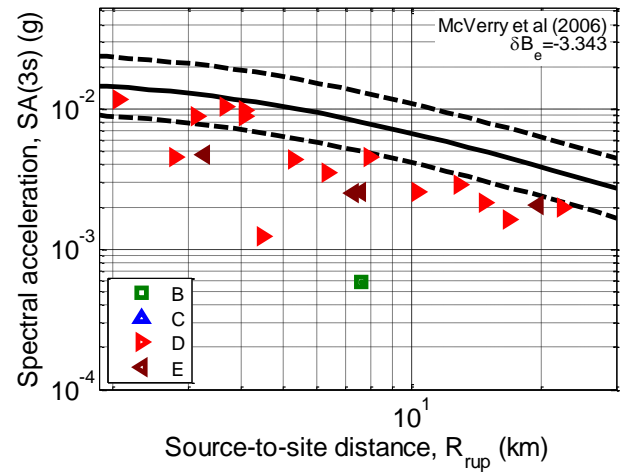 McVerry et al (2006)
δB_e=-3.343
Spectral acceleration, SA(3s) (g)
10^-2
10^-3
10^-4
B
C
D
E
10^1
Source-to-site distance, R_rup (km)